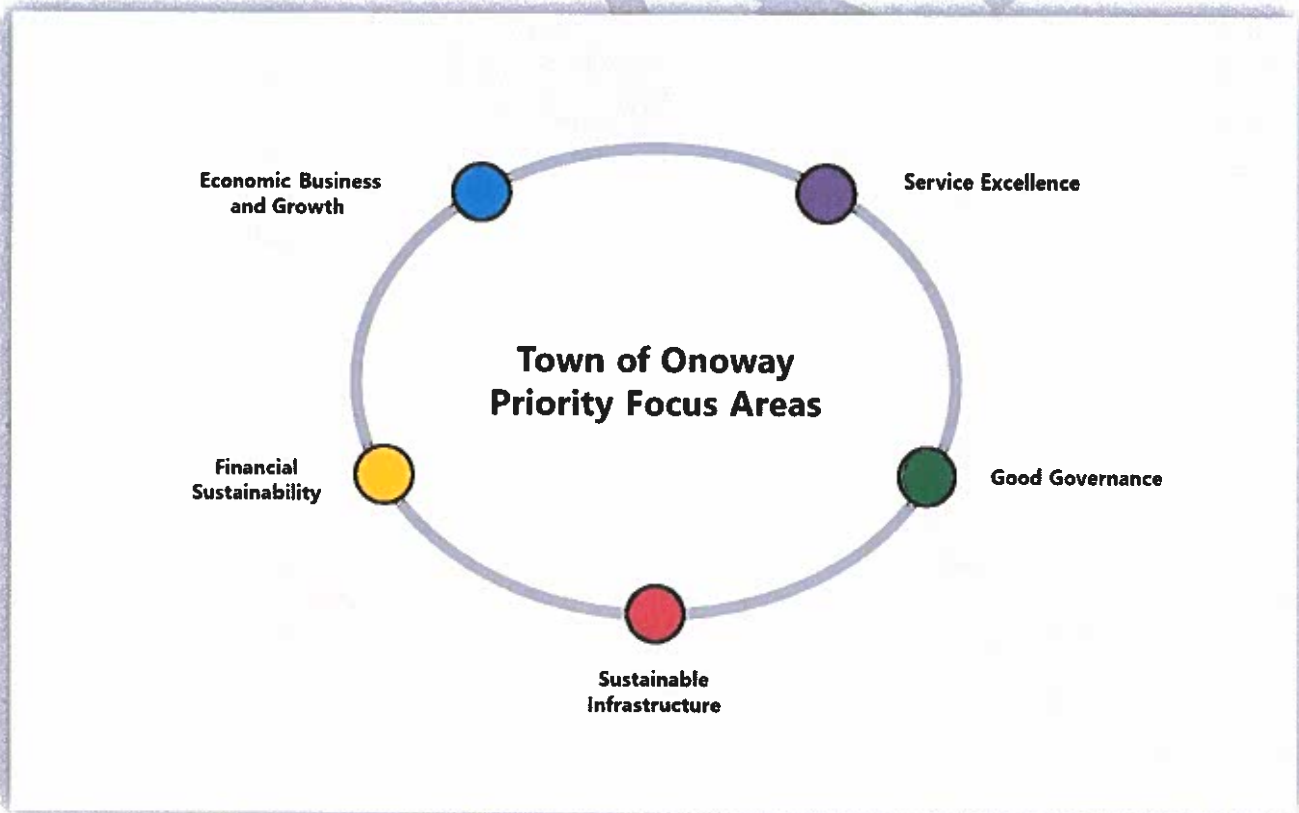 Economic Business
and Growth
Service Excellence
Town of Onoway
Priority Focus Areas
Financial
Sustainability
Good Governance
Sustainable
Infrastructure